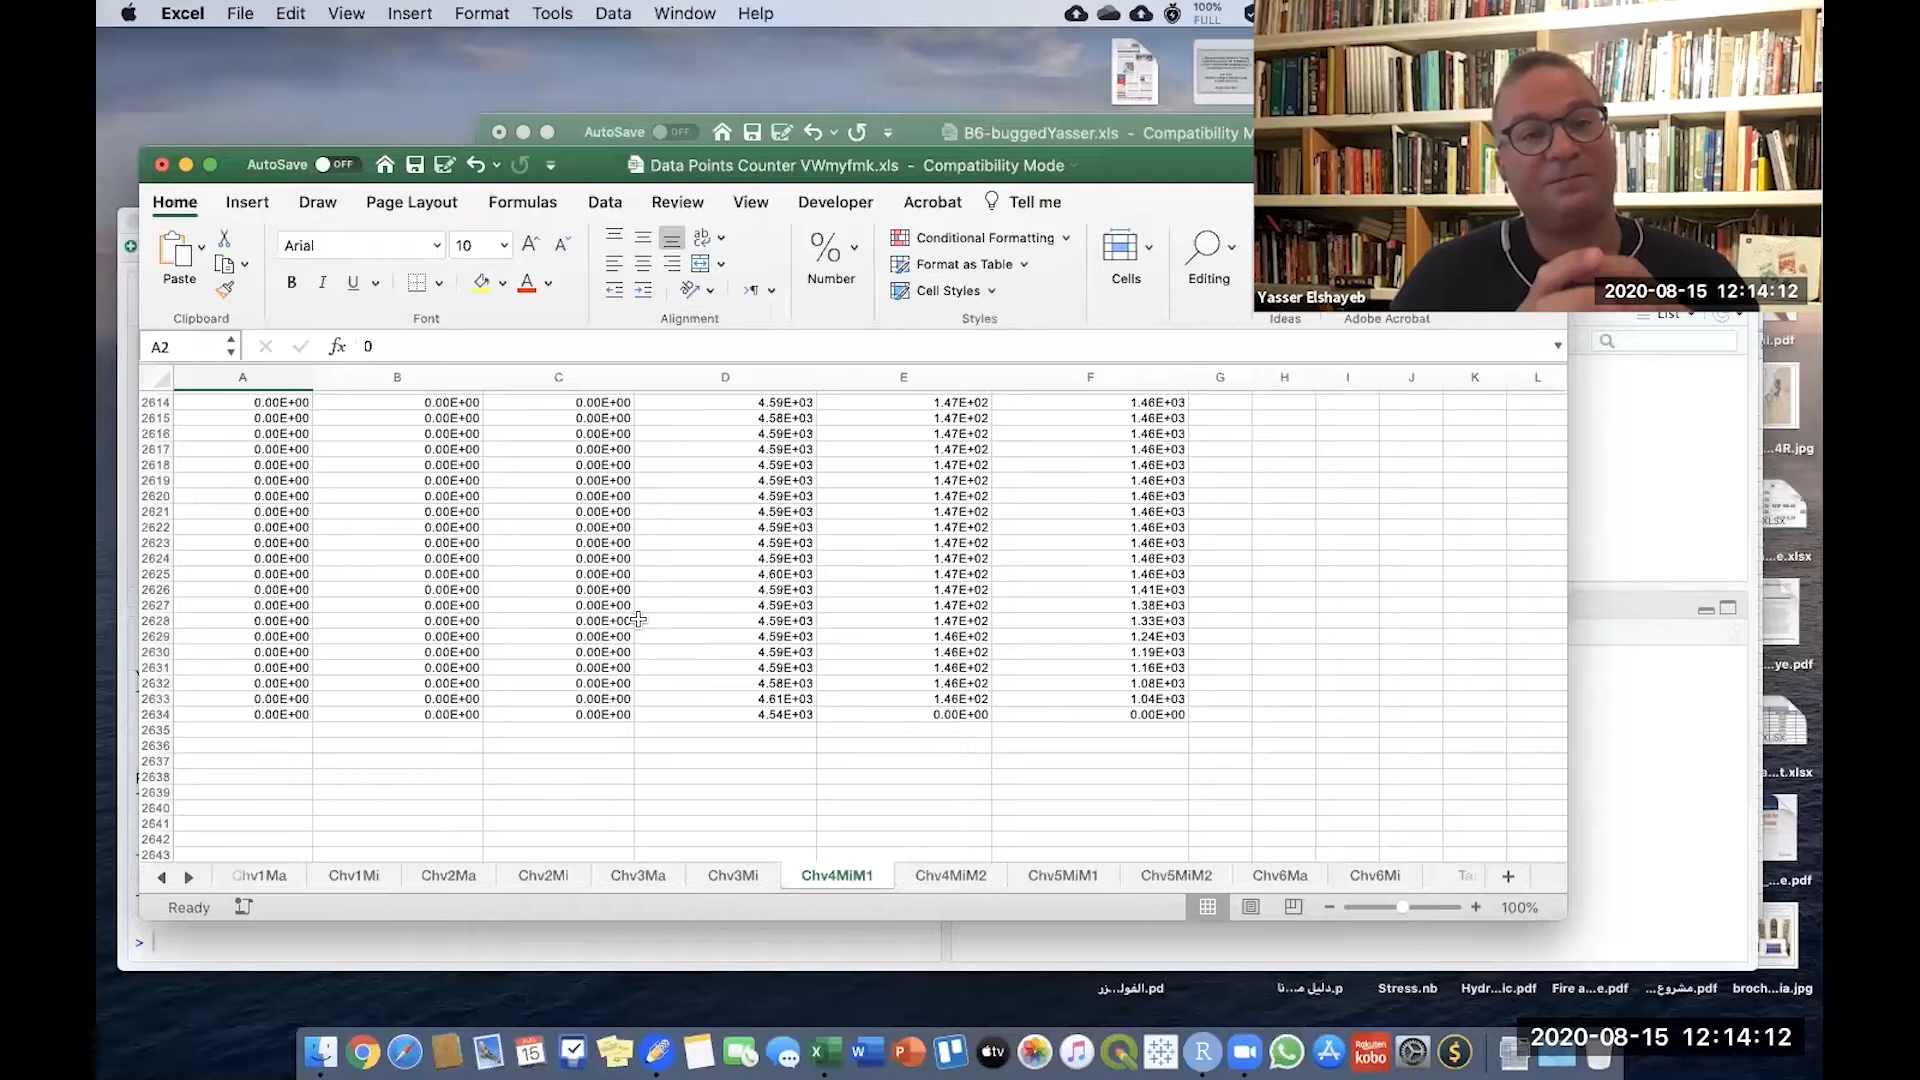 Excel File Edit View Insert Format Tools Data Window Help 100% FULL
AutoSave OFF B6-buggedYasser.xls - Compatibility M
AutoSave OFF Data Points Counter VWmyfmk.xls - Compatibility Mode
Home Insert Draw Page Layout Formulas Data Review View Developer Acrobat Tell me
Paste Arial 10 Number Conditional Formatting Format as Table Cell Styles Cells Editing
B I U
Clipboard Font Alignment Styles Ideas Adobe Acrobat
Yasser Elshayeb
2020-08-15 12:14:12
List
A2 fx 0
A B C D E F G H I J K L
2614 0.00E+00 0.00E+00 0.00E+00 4.59E+03 1.47E+02 1.46E+03
2615 0.00E+00 0.00E+00 0.00E+00 4.58E+03 1.47E+02 1.46E+03
2616 0.00E+00 0.00E+00 0.00E+00 4.59E+03 1.47E+02 1.46E+03
2617 0.00E+00 0.00E+00 0.00E+00 4.59E+03 1.47E+02 1.46E+03
2618 0.00E+00 0.00E+00 0.00E+00 4.59E+03 1.47E+02 1.46E+03
2619 0.00E+00 0.00E+00 0.00E+00 4.59E+03 1.47E+02 1.46E+03
2620 0.00E+00 0.00E+00 0.00E+00 4.59E+03 1.47E+02 1.46E+03
2621 0.00E+00 0.00E+00 0.00E+00 4.59E+03 1.47E+02 1.46E+03
2622 0.00E+00 0.00E+00 0.00E+00 4.59E+03 1.47E+02 1.46E+03
2623 0.00E+00 0.00E+00 0.00E+00 4.59E+03 1.47E+02 1.46E+03
2624 0.00E+00 0.00E+00 0.00E+00 4.59E+03 1.47E+02 1.46E+03
2625 0.00E+00 0.00E+00 0.00E+00 4.60E+03 1.47E+02 1.46E+03
2626 0.00E+00 0.00E+00 0.00E+00 4.59E+03 1.47E+02 1.41E+03
2627 0.00E+00 0.00E+00 0.00E+00 4.59E+03 1.47E+02 1.38E+03
2628 0.00E+00 0.00E+00 0.00E+00 4.59E+03 1.47E+02 1.33E+03
2629 0.00E+00 0.00E+00 0.00E+00 4.59E+03 1.46E+02 1.24E+03
2630 0.00E+00 0.00E+00 0.00E+00 4.59E+03 1.46E+02 1.19E+03
2631 0.00E+00 0.00E+00 0.00E+00 4.59E+03 1.46E+02 1.16E+03
2632 0.00E+00 0.00E+00 0.00E+00 4.58E+03 1.46E+02 1.08E+03
2633 0.00E+00 0.00E+00 0.00E+00 4.61E+03 1.46E+02 1.04E+03
2634 0.00E+00 0.00E+00 0.00E+00 4.54E+03 0.00E+00 0.00E+00
2635
2636
2637
2638
2639
2640
2641
2642
2643
Chv1Ma Chv1Mi Chv2Ma Chv2Mi Chv3Ma Chv3Mi Chv4MiM1 Chv4MiM2 Chv5MiM1 Chv5MiM2 Chv6Ma Chv6Mi Ta
Ready 100%
>
il.pdf
...4R.jpg
XLSX
...e.xlsx
...ye.pdf
XLSX
a...t.xlsx
...e.pdf
الفول...زر.pd دليل م...نا.p Stress.nb Hydr...ic.pdf Fire a...e.pdf مشروع....pdf broch...ia.jpg
15 tv Rakuten kobo
2020-08-15 12:14:12